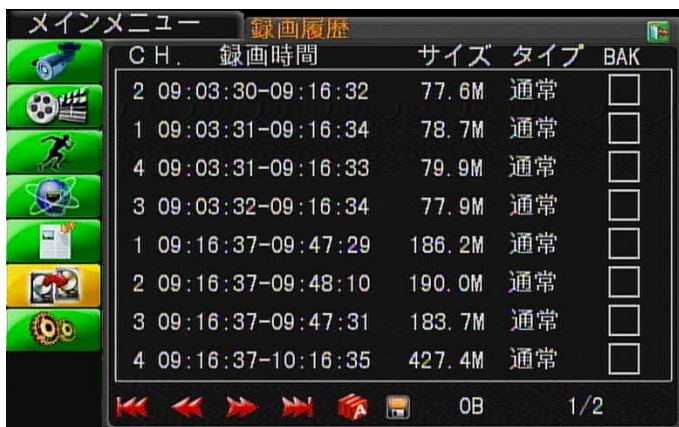 メインメニュー 録画履歴
CH. 録画時間 サイズ タイプ BAK
2 09:03:30-09:16:32 77.6M 通常
1 09:03:31-09:16:34 78.7M 通常
4 09:03:31-09:16:33 79.9M 通常
3 09:03:32-09:16:34 77.9M 通常
1 09:16:37-09:47:29 186.2M 通常
2 09:16:37-09:48:10 190.0M 通常
3 09:16:37-09:47:31 183.7M 通常
4 09:16:37-10:16:35 427.4M 通常
A 0B 1/2